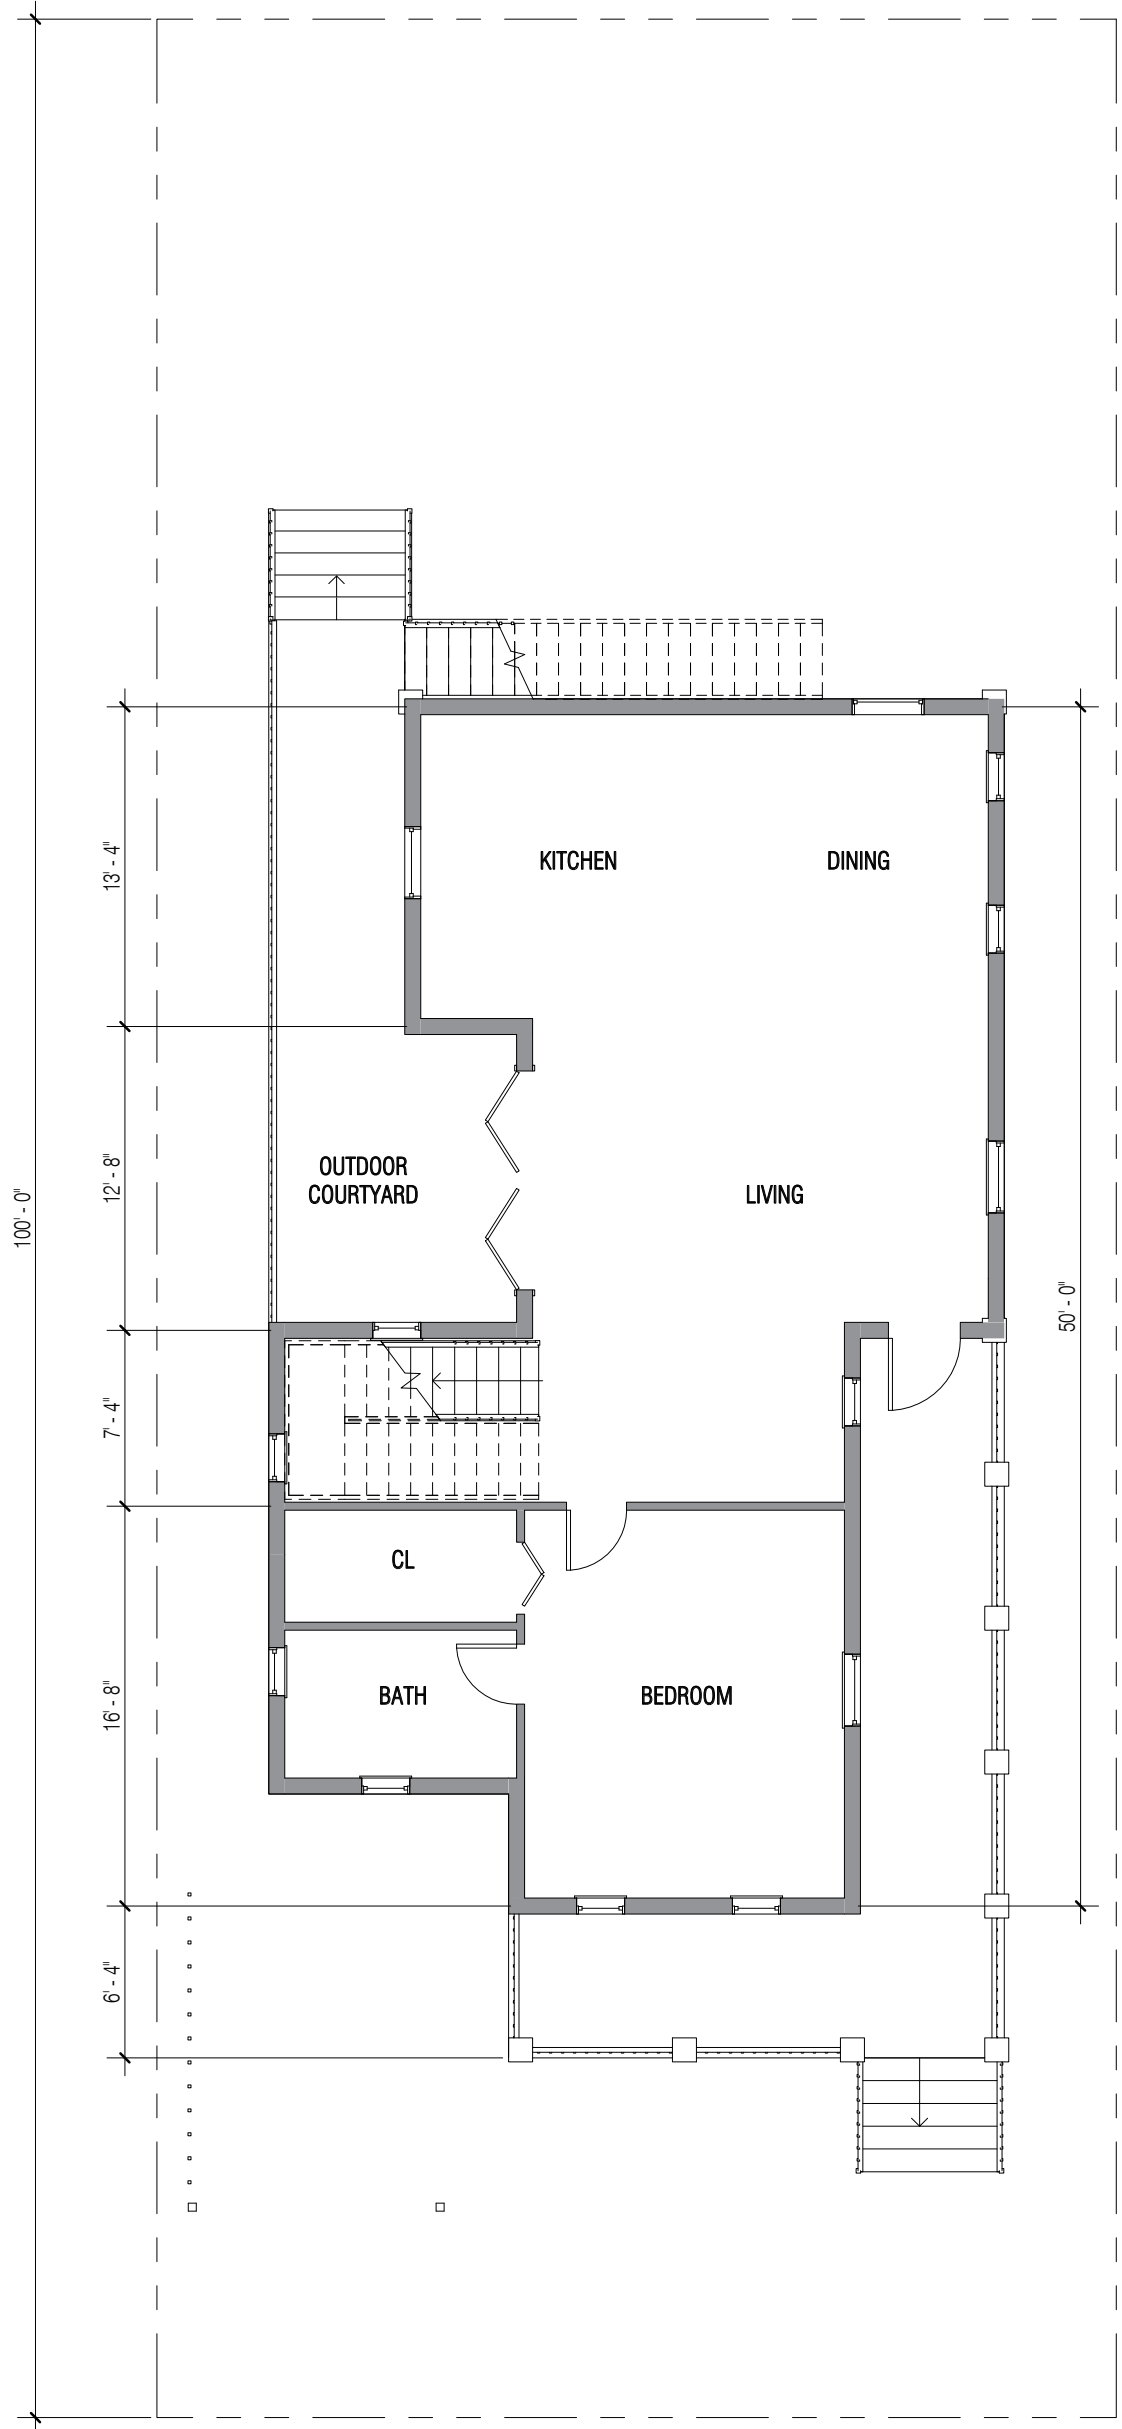 KITCHEN
DINING
13' - 4"
OUTDOOR
COURTYARD
LIVING
12' - 8"
100' - 0"
50' - 0"
7' - 4"
CL
BATH
BEDROOM
16' - 8"
6' - 4"